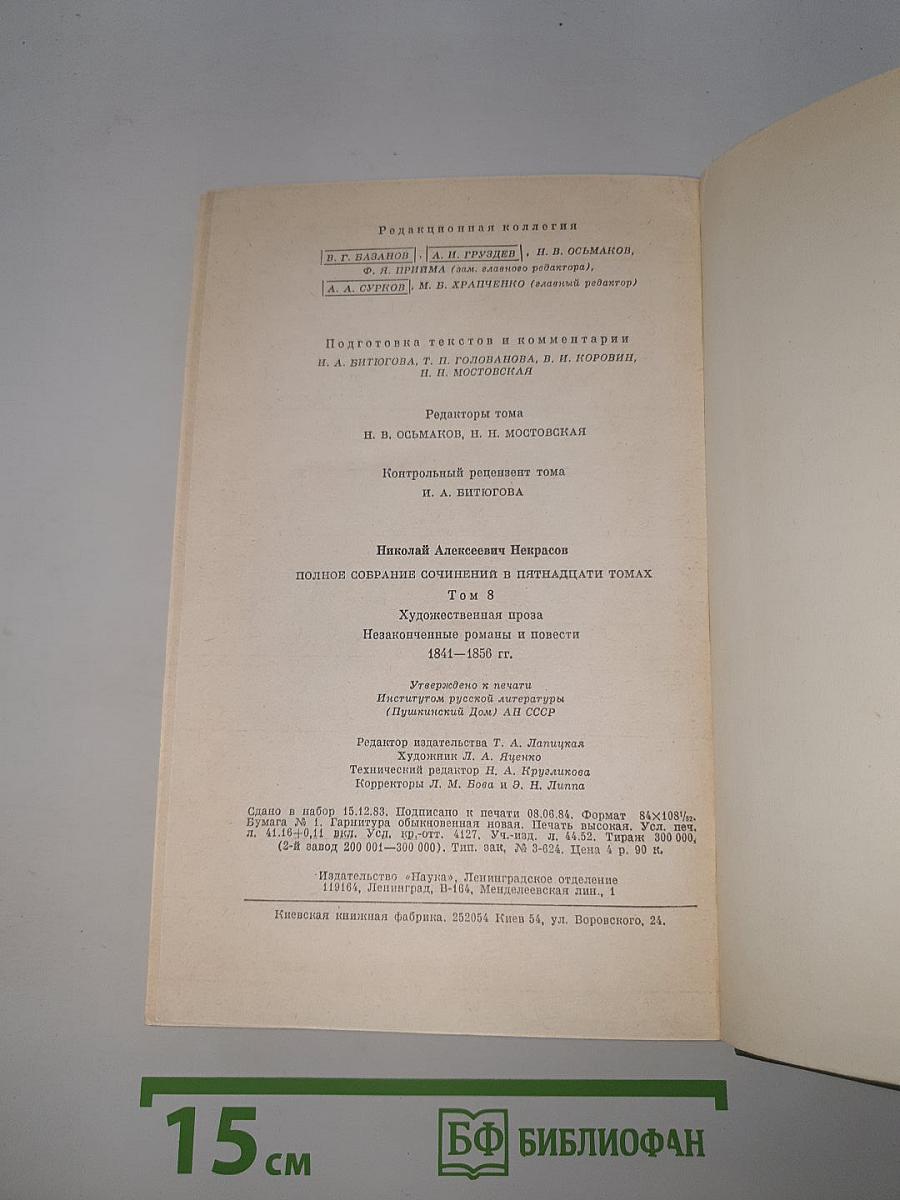 Редакционная коллегия
В. Г. БАЗАНОВ, А. И. ГРУЗДЕВ, Н. В. ОСЬМАКОВ,
Ф. Я. ПРИЙМА (зам. главного редактора),
А. А. СУРКОВ, М. Б. ХРАПЧЕНКО (главный редактор)
Подготовка текстов и комментарии
И. А. БИТЮГОВА, Т. П. ГОЛОВАНОВА, В. И. КОРОВИН,
Н. Н. МОСТОВСКАЯ
Редакторы тома
Н. В. ОСЬМАКОВ, Н. Н. МОСТОВСКАЯ
Контрольный рецензент тома
И. А. БИТЮГОВА
Николай Алексеевич Некрасов
ПОЛНОЕ СОБРАНИЕ СОЧИНЕНИЙ В ПЯТНАДЦАТИ ТОМАХ
Том 8
Художественная проза
Незаконченные романы и повести
1841—1856 гг.
Утверждено к печати
Институтом русской литературы
(Пушкинский Дом) АН СССР
Редактор издательства Т. А. Лапицкая
Художник Л. А. Яценко
Технический редактор Н. А. Кругликова
Корректоры Л. М. Бова и Э. Н. Липпа
Сдано в набор 15.12.83. Подписано к печати 08.06.84. Формат 84×108¹/₃₂.
Бумага № 1. Гарнитура обыкновенная новая. Печать высокая. Усл. печ.
л. 41.16+0,11 вкл. Усл. кр,-отт. 4127. Уч.-изд. л. 44.52. Тираж 300 000,
(2-й завод 200 001—300 000). Тип. зак, № 3-624. Цена 4 р. 90 к.
Издательство «Наука», Ленинградское отделение
119164, Ленинград, В-164, Менделеевская лин., 1
Киевская книжная фабрика. 252054 Киев 54, ул. Воровского, 24.
15 см
БФ БИБЛИОФАН